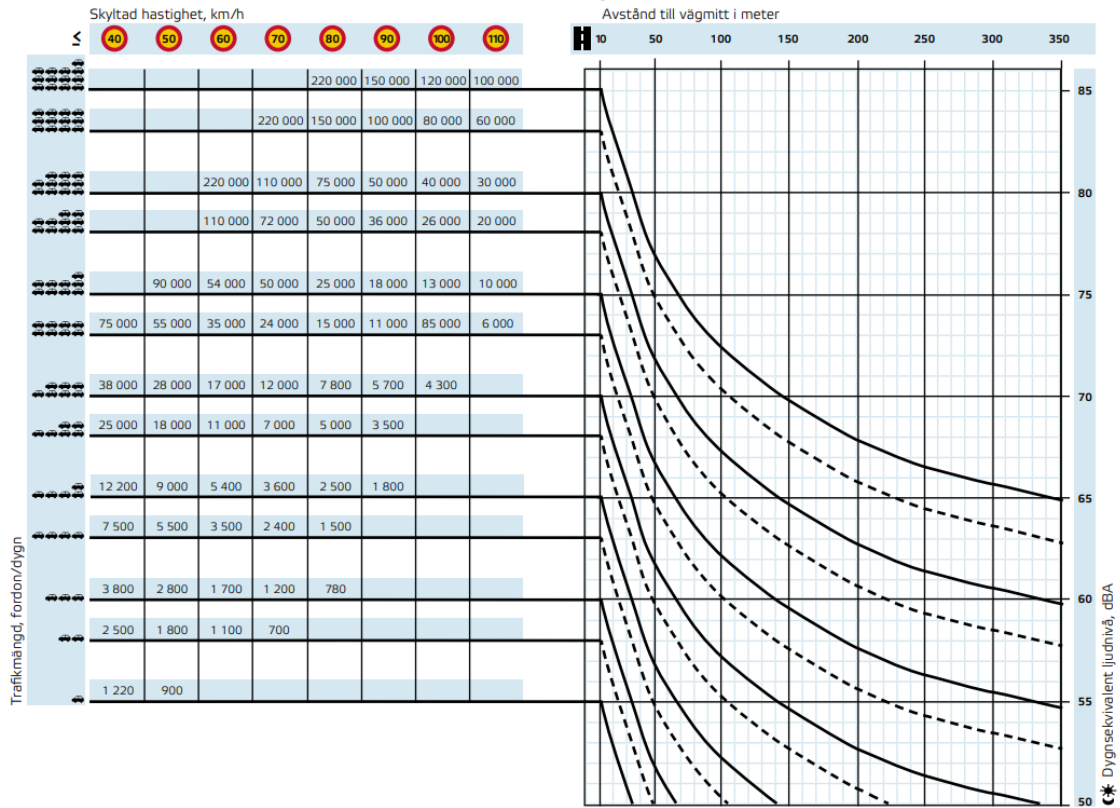 Skyltad hastighet, km/h
Avstånd till vägmitt i meter
≤ 40 50 60 70 80 90 100 110
10 50 100 150 200 250 300 350
220 000 150 000 120 000 100 000
85
220 000 150 000 100 000 80 000 60 000
220 000 110 000 75 000 50 000 40 000 30 000
80
110 000 72 000 50 000 36 000 26 000 20 000
90 000 54 000 50 000 25 000 18 000 13 000 10 000
75
75 000 55 000 35 000 24 000 15 000 11 000 85 000 6 000
38 000 28 000 17 000 12 000 7 800 5 700 4 300
70
25 000 18 000 11 000 7 000 5 000 3 500
12 200 9 000 5 400 3 600 2 500 1 800
65
7 500 5 500 3 500 2 400 1 500
3 800 2 800 1 700 1 200 780
60
2 500 1 800 1 100 700
1 220 900
55
50
Trafikmängd, fordon/dygn
Dygnsekvivalent ljudnivå, dBA